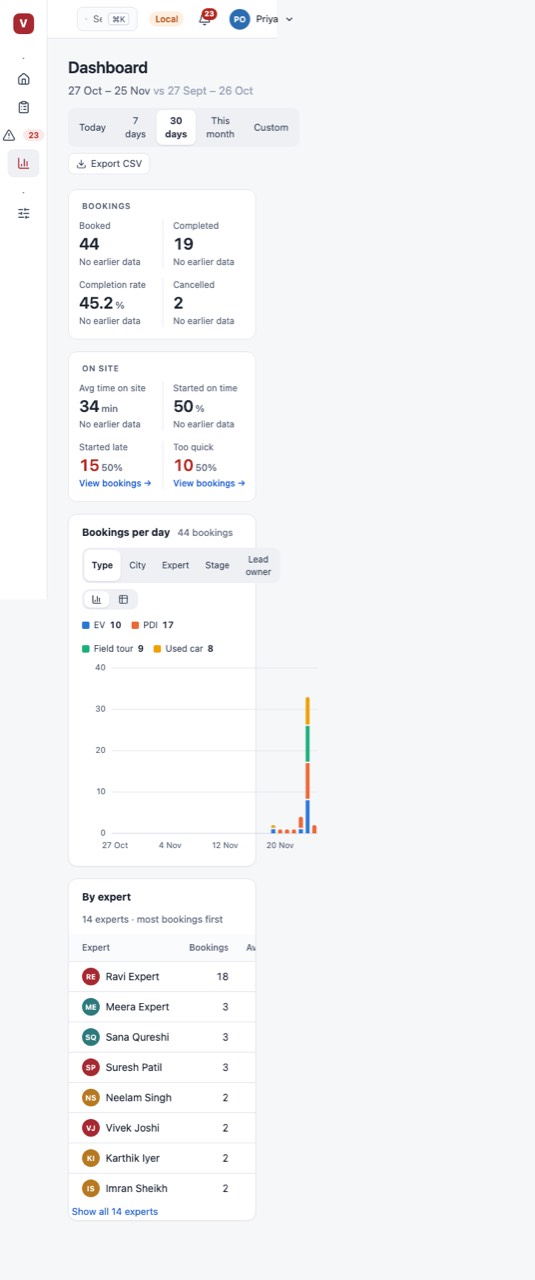 V
Se ⌘K Local 23 PO Priya
23
Dashboard
27 Oct – 25 Nov vs 27 Sept – 26 Oct
Today 7 days 30 days This month Custom
Export CSV
BOOKINGS
Booked Completed
44 19
No earlier data No earlier data
Completion rate Cancelled
45.2 % 2
No earlier data No earlier data
ON SITE
Avg time on site Started on time
34 min 50 %
No earlier data No earlier data
Started late Too quick
15 50% 10 50%
View bookings → View bookings →
Bookings per day 44 bookings
Type City Expert Stage Lead owner
EV 10 PDI 17
Field tour 9 Used car 8
40
30
20
10
0
27 Oct 4 Nov 12 Nov 20 Nov
By expert
14 experts · most bookings first
Expert Bookings
RE Ravi Expert 18
ME Meera Expert 3
SQ Sana Qureshi 3
SP Suresh Patil 3
NS Neelam Singh 2
VJ Vivek Joshi 2
KI Karthik Iyer 2
IS Imran Sheikh 2
Show all 14 experts